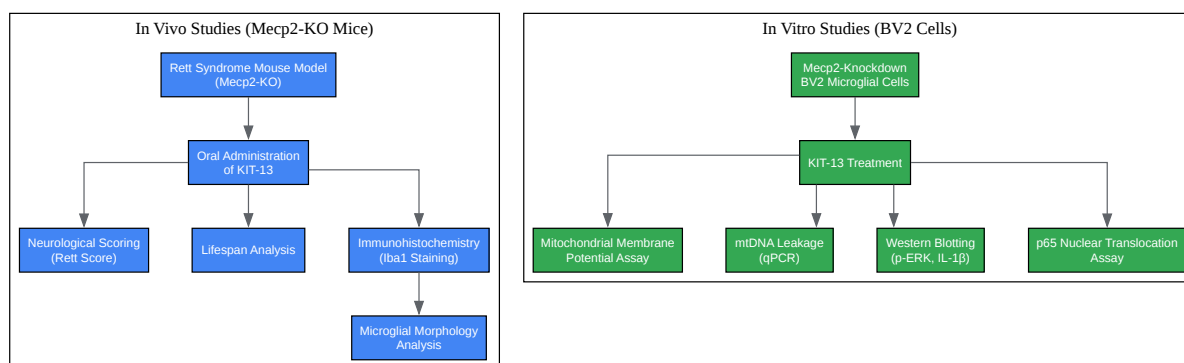 In Vivo Studies (Mecp2-KO Mice)
Rett Syndrome Mouse Model
(Mecp2-KO)
Oral Administration
of KIT-13
Neurological Scoring
(Rett Score)
Lifespan Analysis
Immunohistochemistry
(Iba1 Staining)
Microglial Morphology
Analysis
In Vitro Studies (BV2 Cells)
Mecp2-Knockdown
BV2 Microglial Cells
KIT-13 Treatment
Mitochondrial Membrane
Potential Assay
mtDNA Leakage
(qPCR)
Western Blotting
(p-ERK, IL-1β)
p65 Nuclear Translocation
Assay